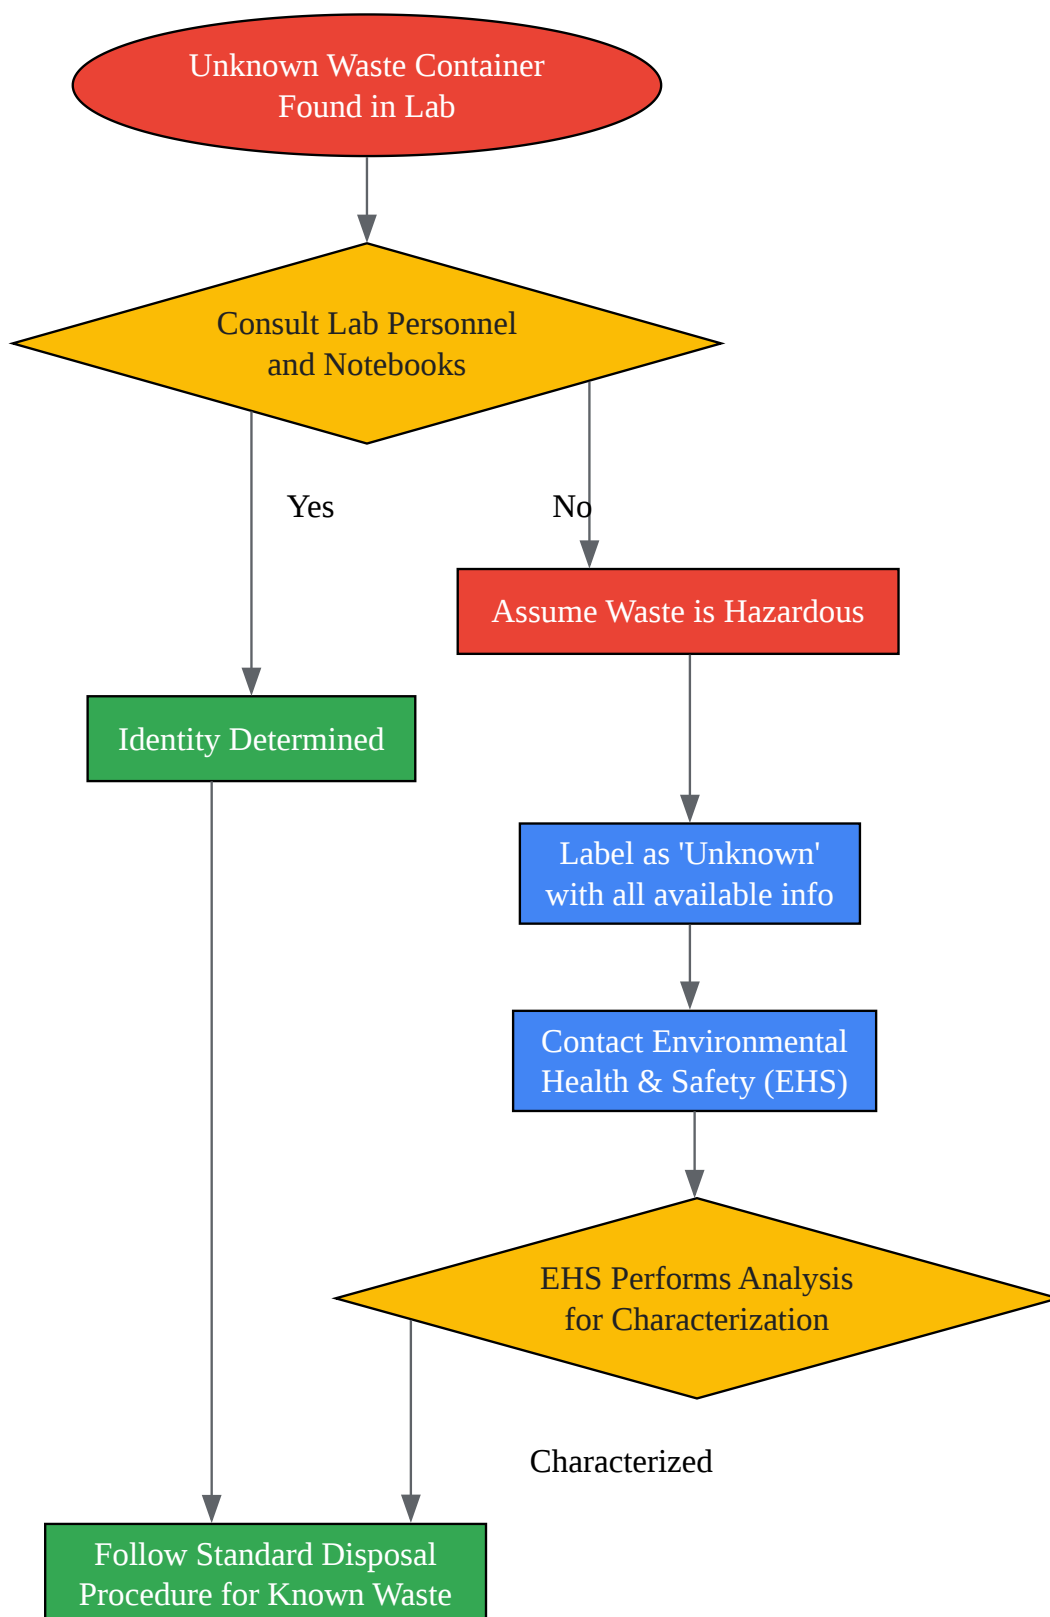 Unknown Waste Container
Found in Lab
Consult Lab Personnel
and Notebooks
Yes
No
Assume Waste is Hazardous
Identity Determined
Label as 'Unknown'
with all available info
Contact Environmental
Health & Safety (EHS)
EHS Performs Analysis
for Characterization
Characterized
Follow Standard Disposal
Procedure for Known Waste